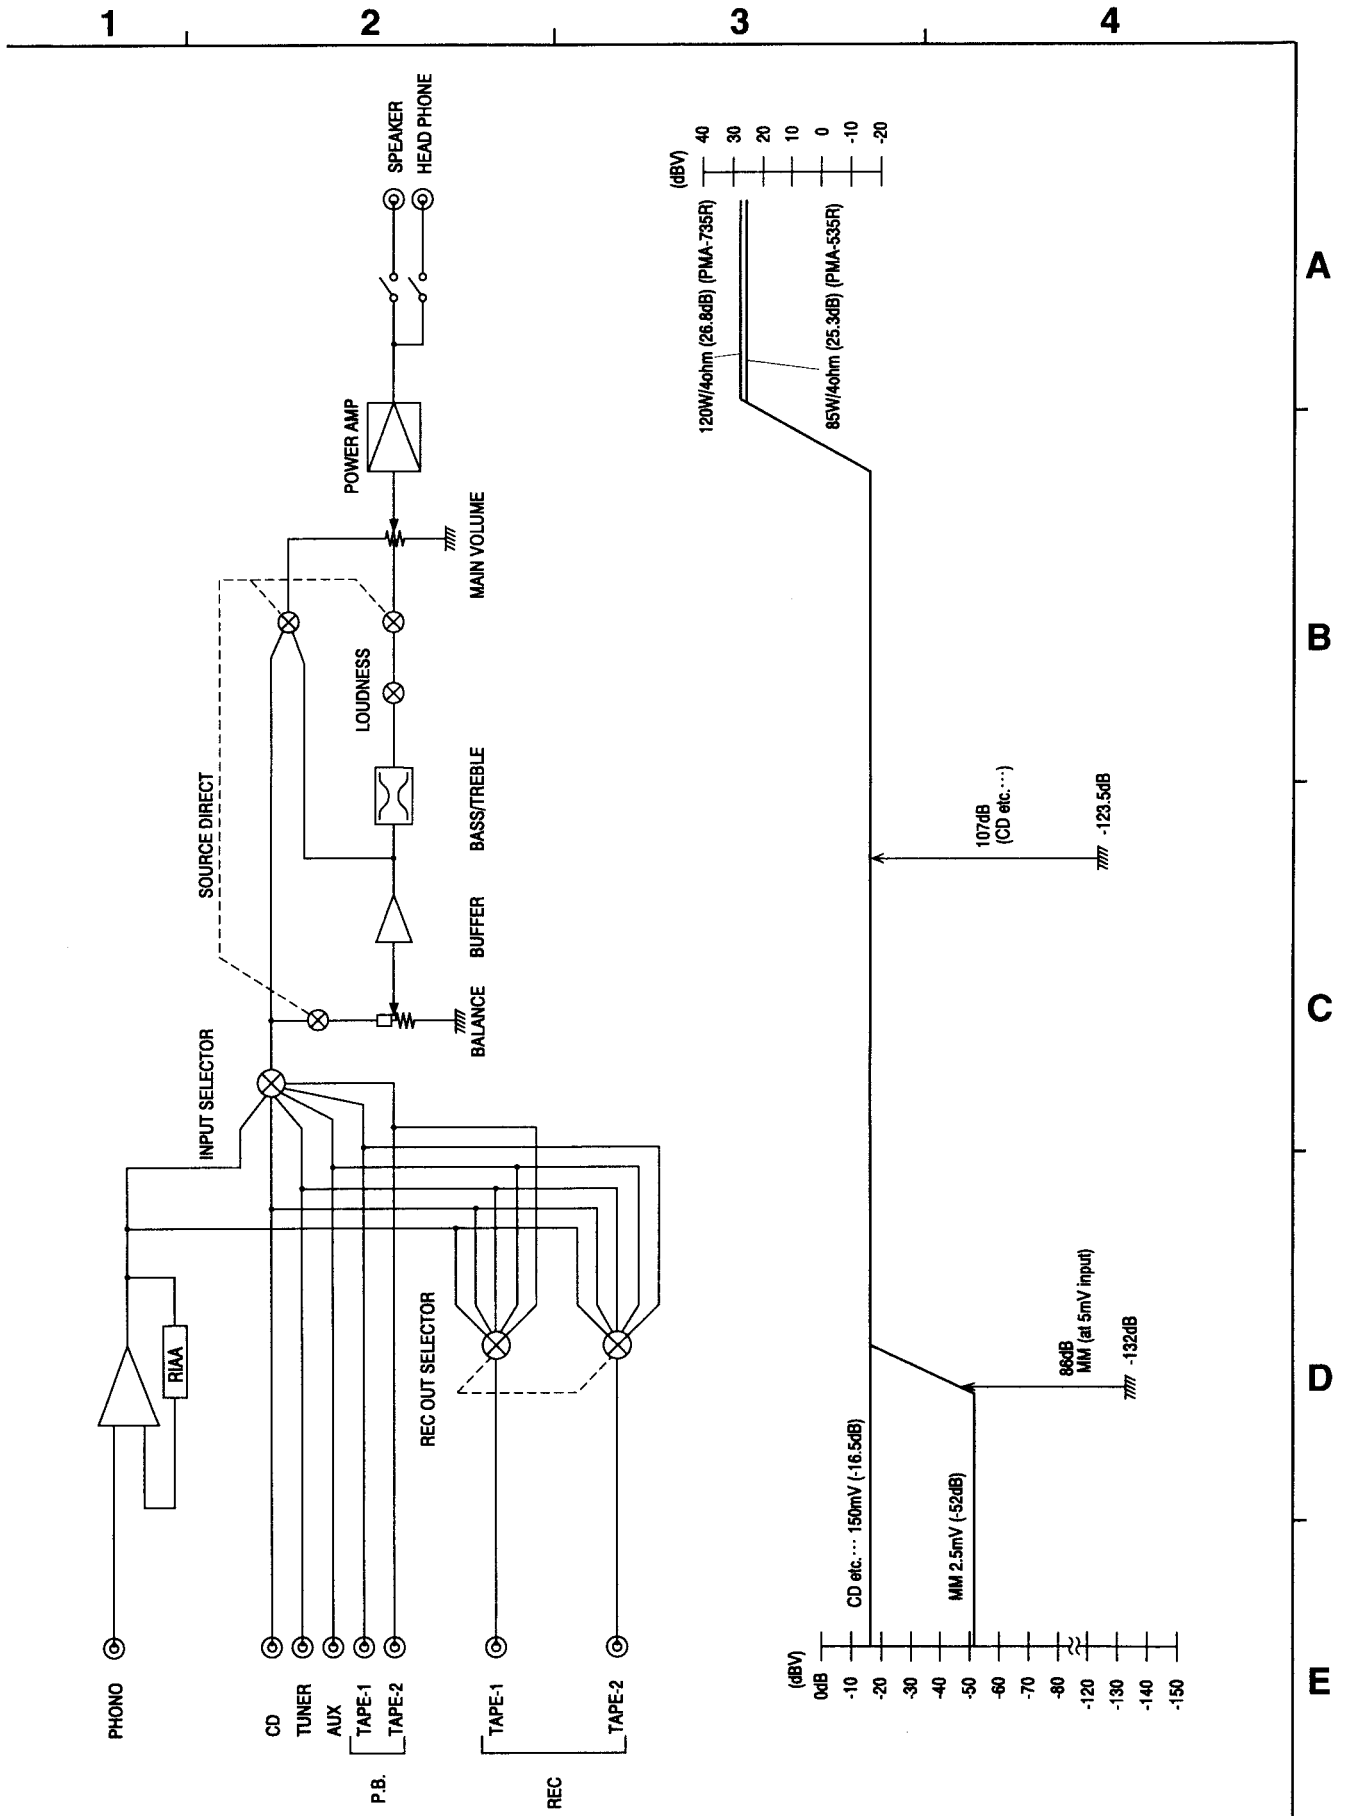 1
2
3
4
A
B
C
D
E
PHONO
CD
TUNER
AUX
TAPE-1
TAPE-2
P.B.
TAPE-1
TAPE-2
REC
RIAA
INPUT SELECTOR
REC OUT SELECTOR
SOURCE DIRECT
BALANCE
BUFFER
BASS/TREBLE
LOUDNESS
MAIN VOLUME
POWER AMP
SPEAKER
HEAD PHONE
(dBV)
0dB
-10
-20
-30
-40
-50
-60
-70
-80
-120
-130
-140
-150
CD etc.··· 150mV (-16.5dB)
MM 2.5mV (-52dB)
86dB
MM (at 5mV input)
-132dB
107dB
(CD etc.···)
-123.5dB
120W/4ohm (26.8dB) (PMA-735R)
85W/4ohm (25.3dB) (PMA-535R)
(dBV)
40
30
20
10
0
-10
-20